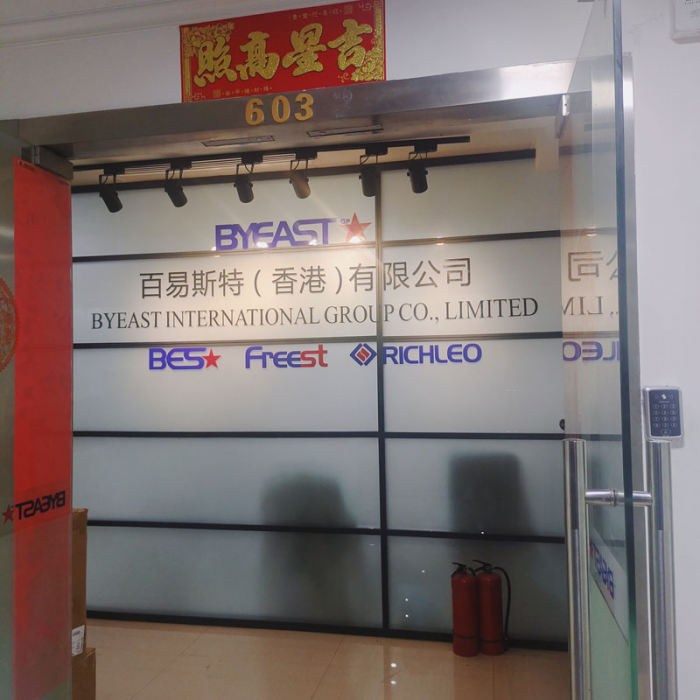 照高星吉
603
BYEAST
百易斯特(香港)有限公司
BYEAST INTERNATIONAL GROUP CO., LIMITED
BES
Freest
RICHLEO
BYEAST